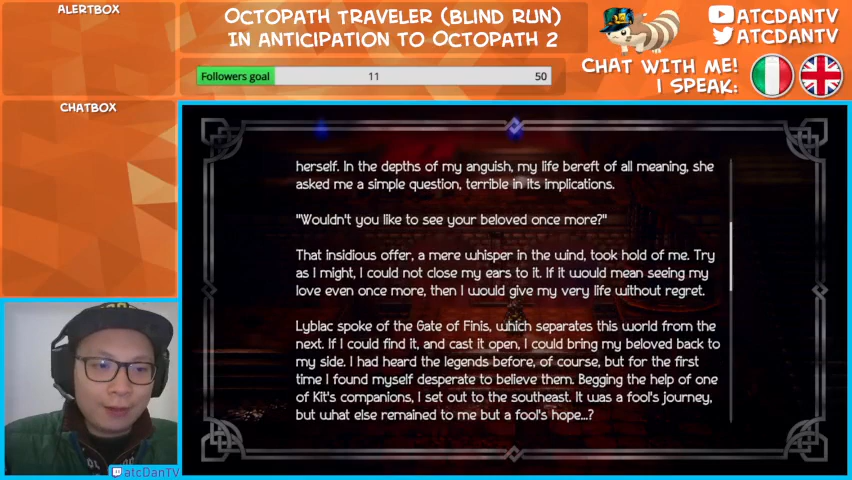 ALERTBOX
OCTOPATH TRAVELER (BLIND RUN)
IN ANTICIPATION TO OCTOPATH 2
ATCDANTV
ATCDANTV
Followers goal 11 50
CHAT WITH ME!
I SPEAK:
CHATBOX
herself. In the depths of my anguish, my life bereft of all meaning, she
asked me a simple question, terrible in its implications.
"Wouldn't you like to see your beloved once more?"
That insidious offer, a mere whisper in the wind, took hold of me. Try
as I might, I could not close my ears to it. If it would mean seeing my
love even once more, then I would give my very life without regret.
Lyblac spoke of the Gate of Finis, which separates this world from the
next. If I could find it, and cast it open, I could bring my beloved back to
my side. I had heard the legends before, of course, but for the first
time I found myself desperate to believe them. Begging the help of one
of Kit's companions, I set out to the southeast. It was a fool's journey,
but what else remained to me but a fool's hope...?
atcDanTV